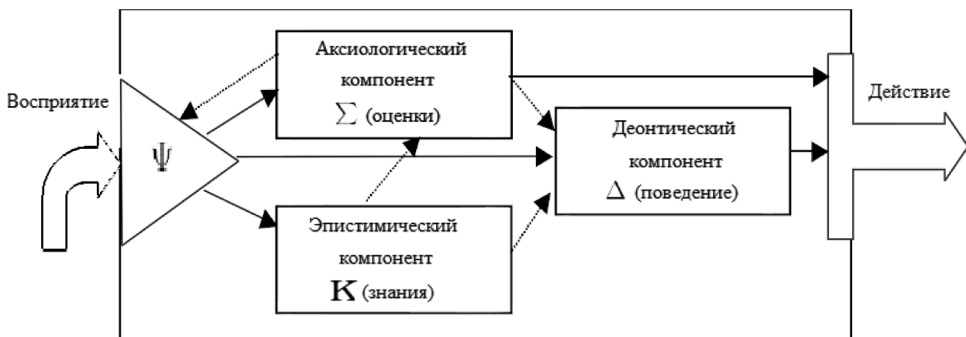 Восприятие
Ψ
Аксиологический
компонент
Σ (оценки)
Эпистимический
компонент
K (знания)
Деонтический
компонент
Δ (поведение)
Действие